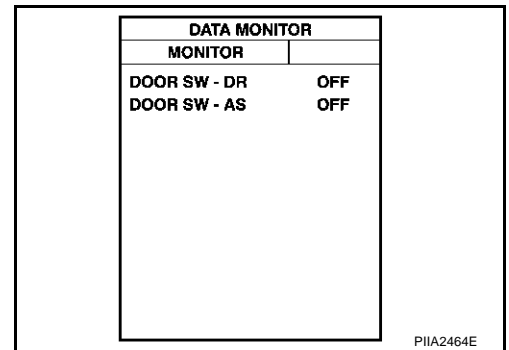 DATA MONITOR
MONITOR
DOOR SW - DR OFF
DOOR SW - AS OFF
PIIA2464E